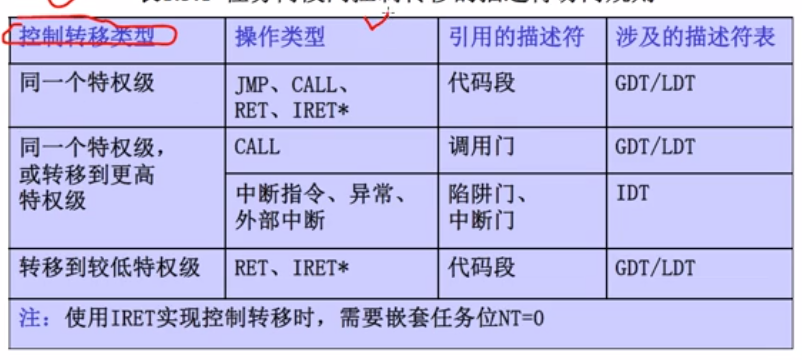 控制转移类型 操作类型 引用的描述符 涉及的描述符表
同一个特权级 JMP、CALL、 代码段 GDT/LDT
RET、IRET*
同一个特权级， CALL 调用门 GDT/LDT
或转移到更高
特权级
中断指令、异常、 陷阱门、 IDT
外部中断 中断门
转移到较低特权级 RET、IRET* 代码段 GDT/LDT
注：使用IRET实现控制转移时，需要嵌套任务位NT=0